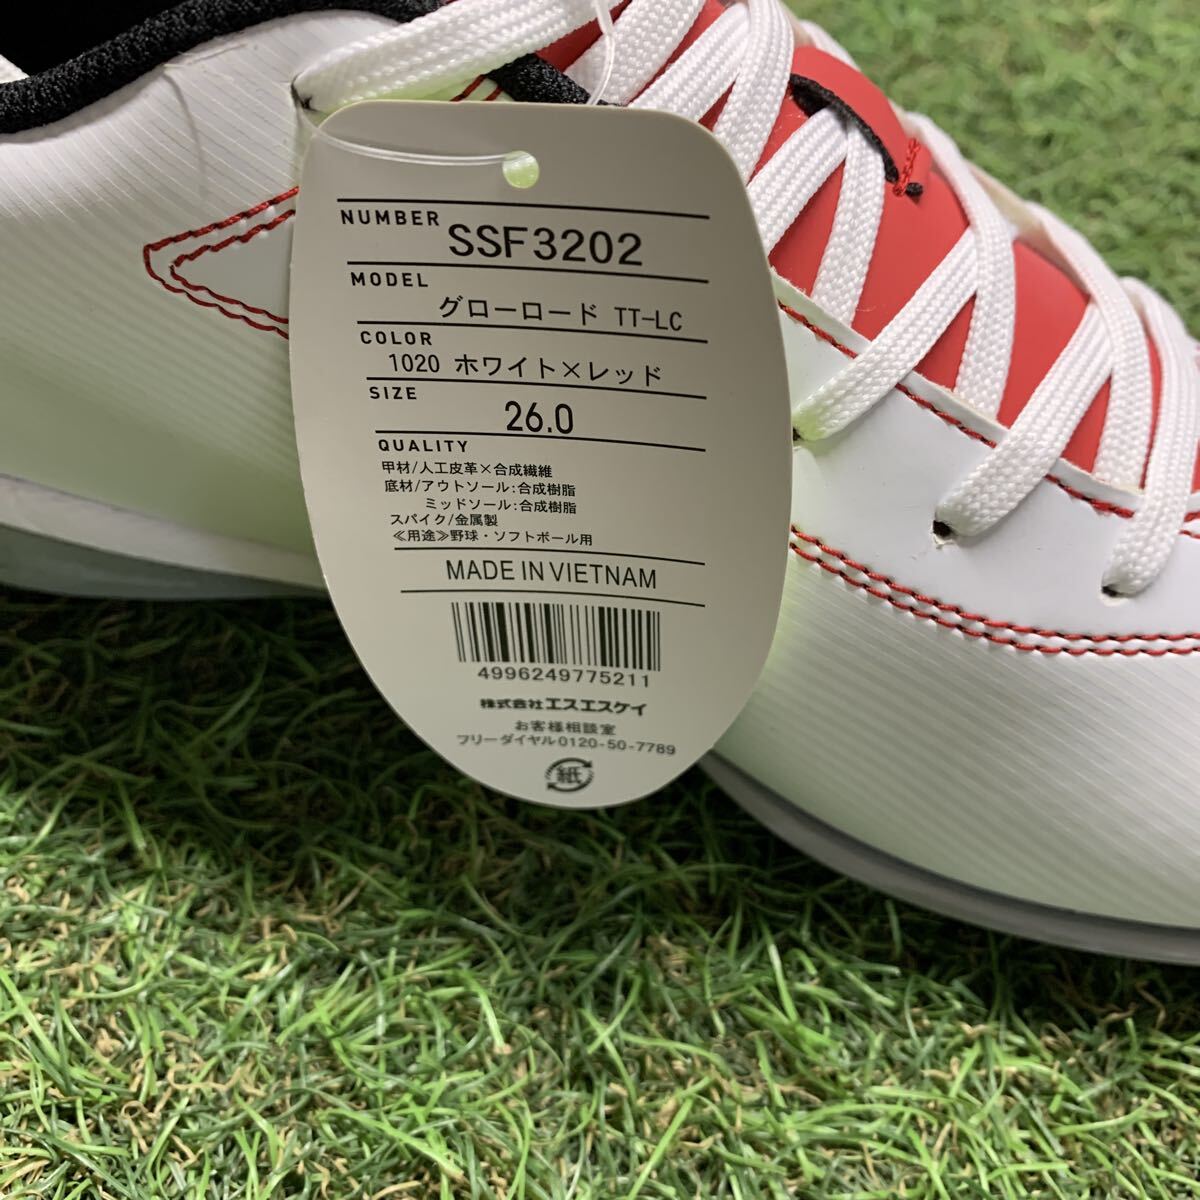 NUMBER SSF3202
MODEL
グローロード TT-LC
COLOR
1020 ホワイト×レッド
SIZE
26.0
QUALITY
甲材/人工皮革×合成繊維
底材/アウトソール:合成樹脂
ミッドソール:合成樹脂
スパイク/金属製
≪用途≫野球・ソフトボール用
MADE IN VIETNAM
4996249775211
株式会社エスエスケイ
お客様相談室
フリーダイヤル0120-50-7789
紙